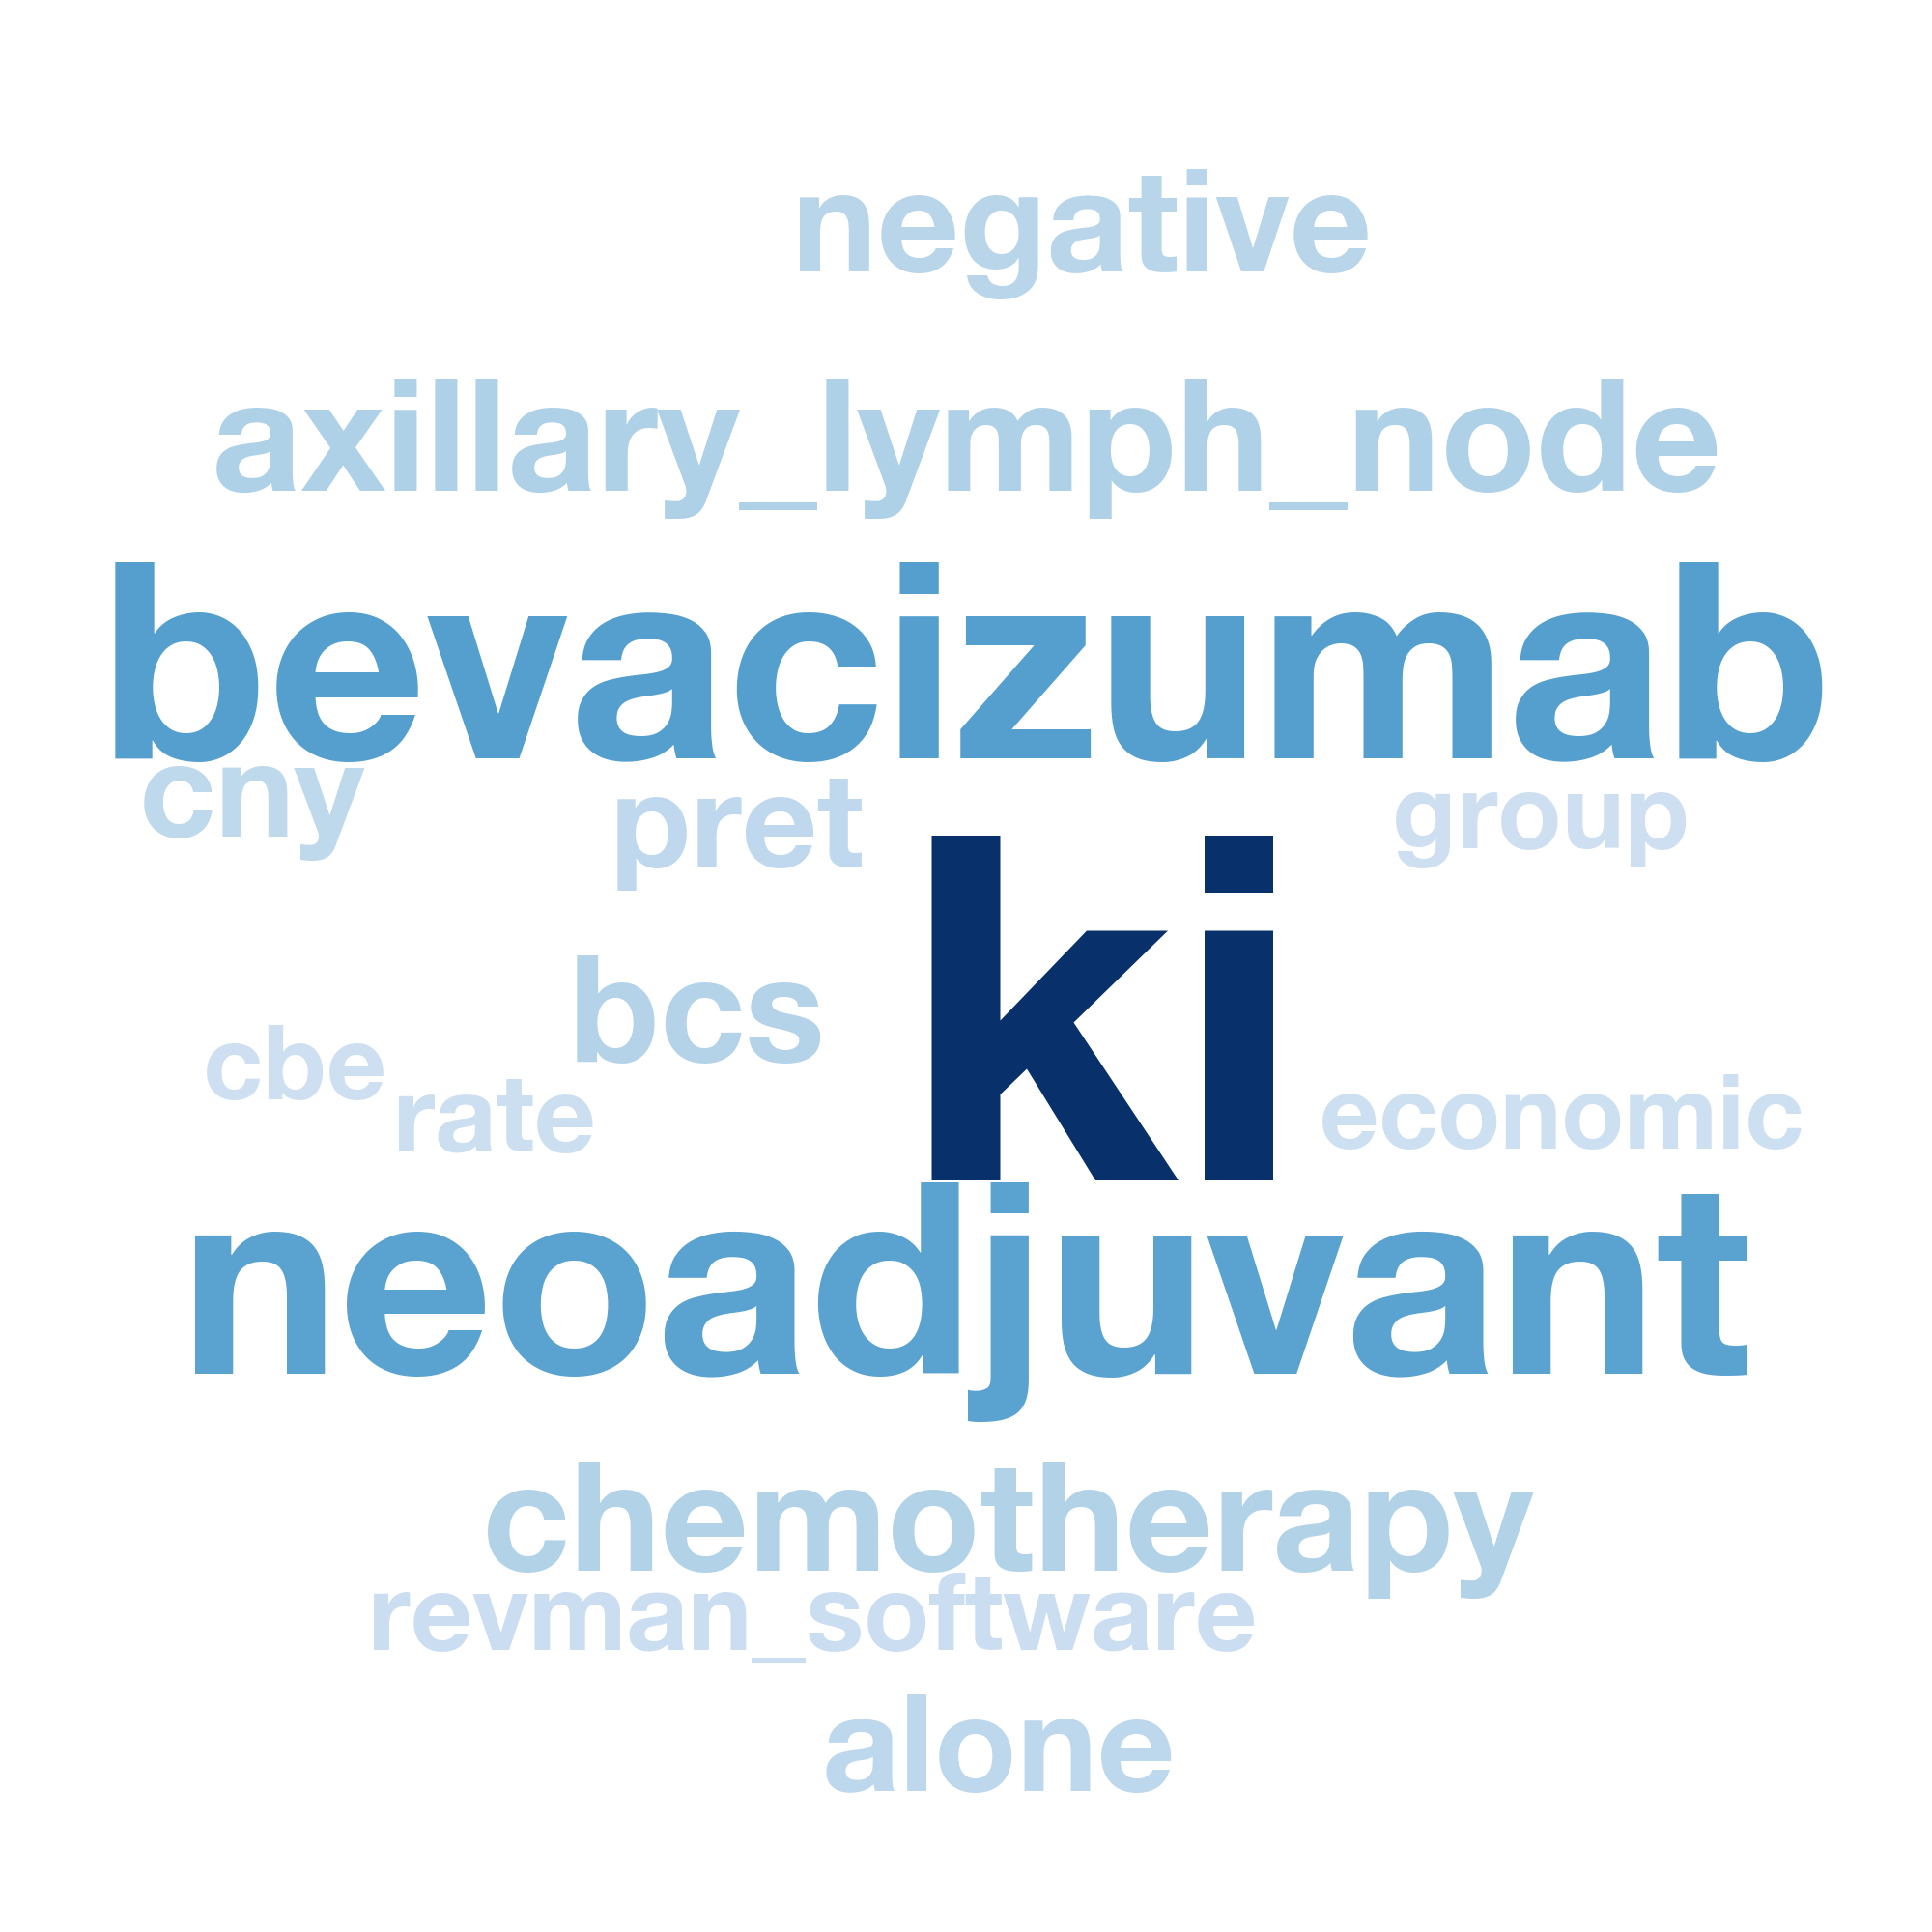 negative
axillary_lymph_node
bevacizumab
cny pret group
ki
bcs
cbe rate economic
neoadjuvant
chemotherapy
revman_software
alone